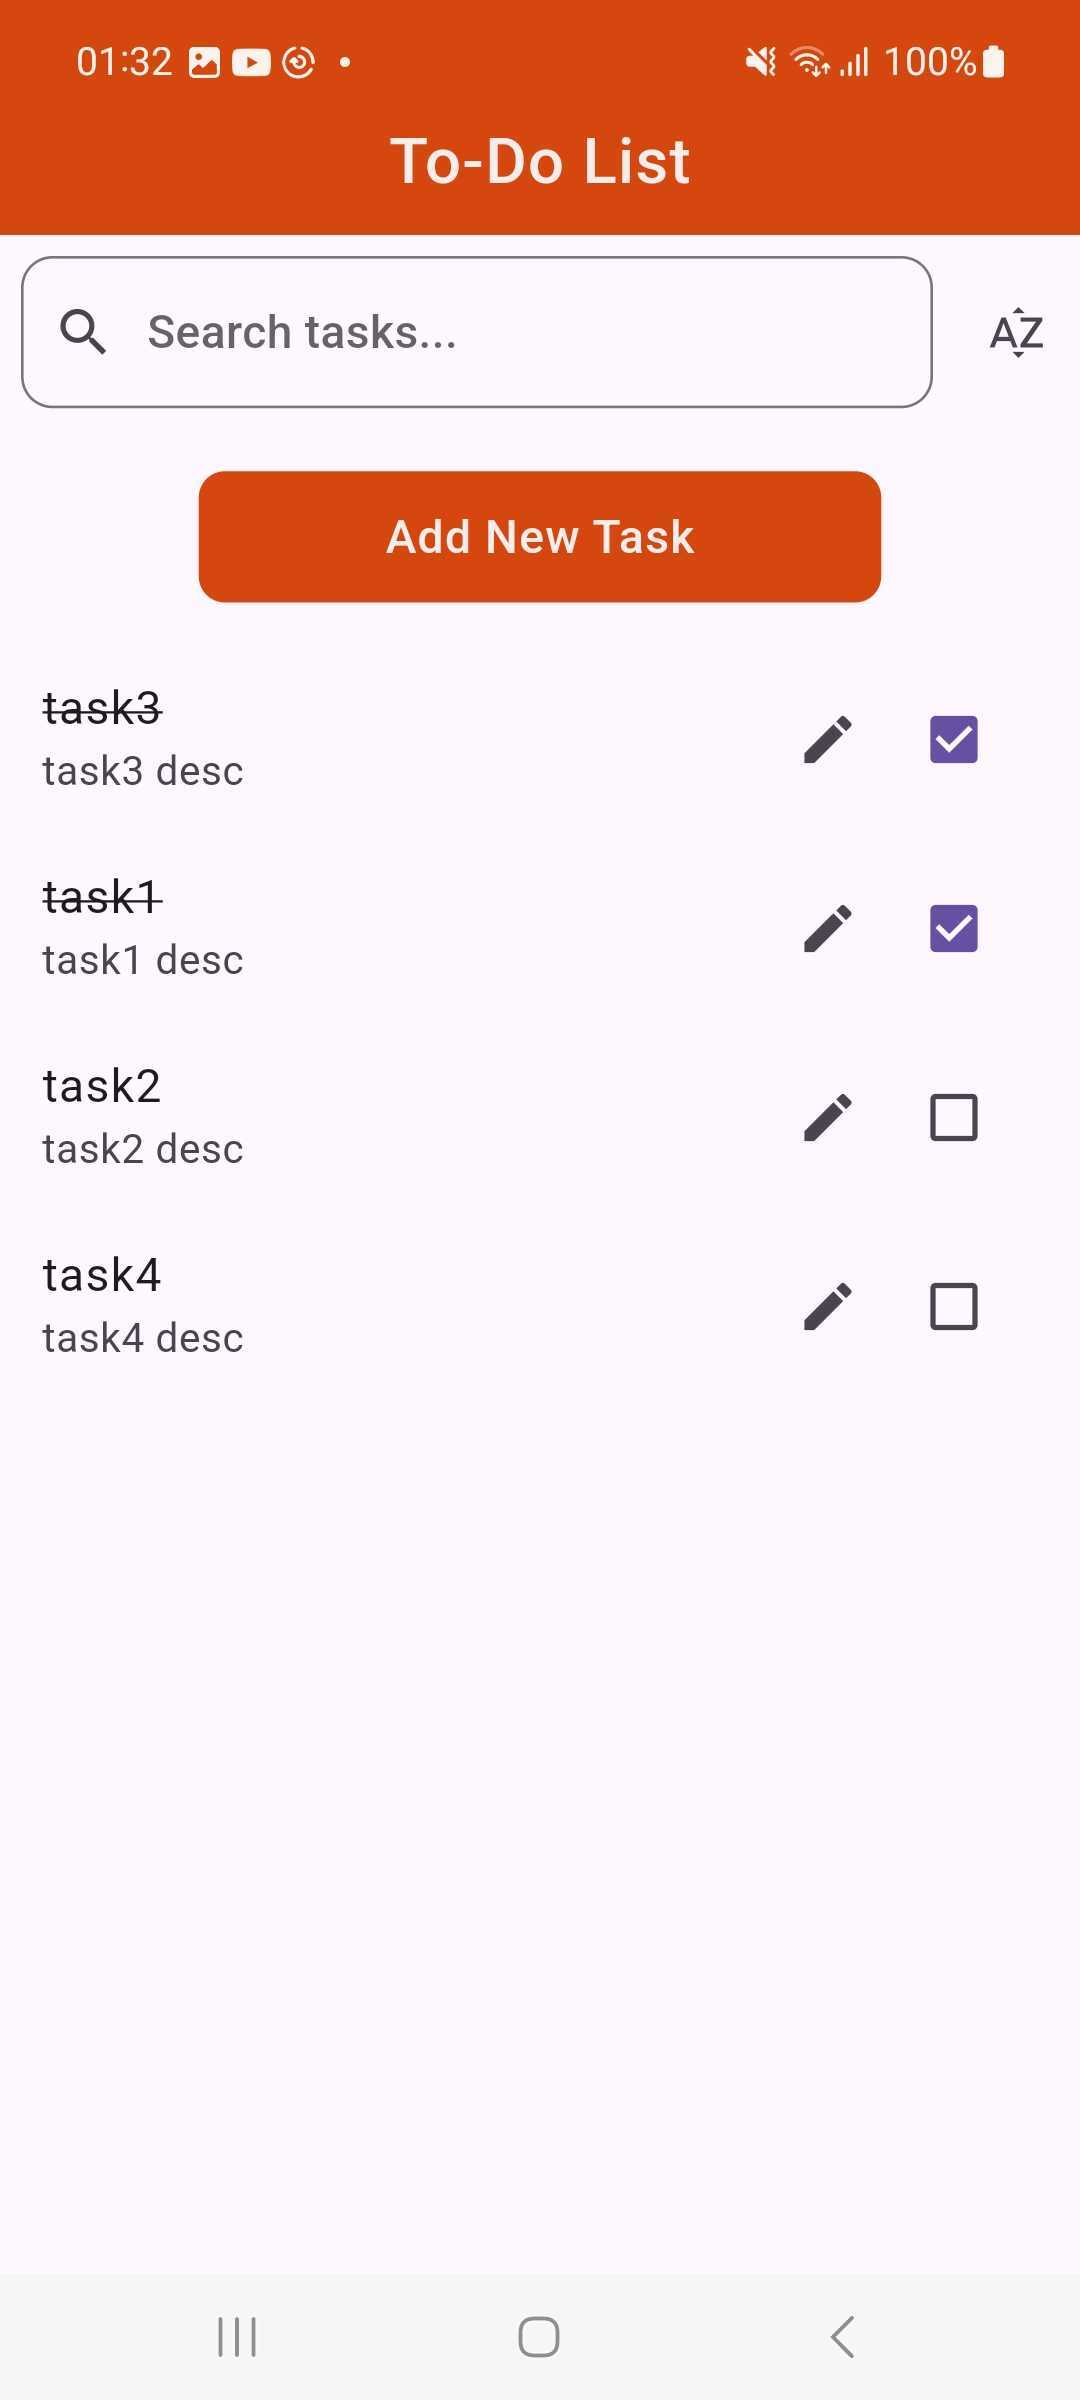 01:32 100%
To-Do List
Search tasks...
AZ
Add New Task
task3
task3 desc
task1
task1 desc
task2
task2 desc
task4
task4 desc